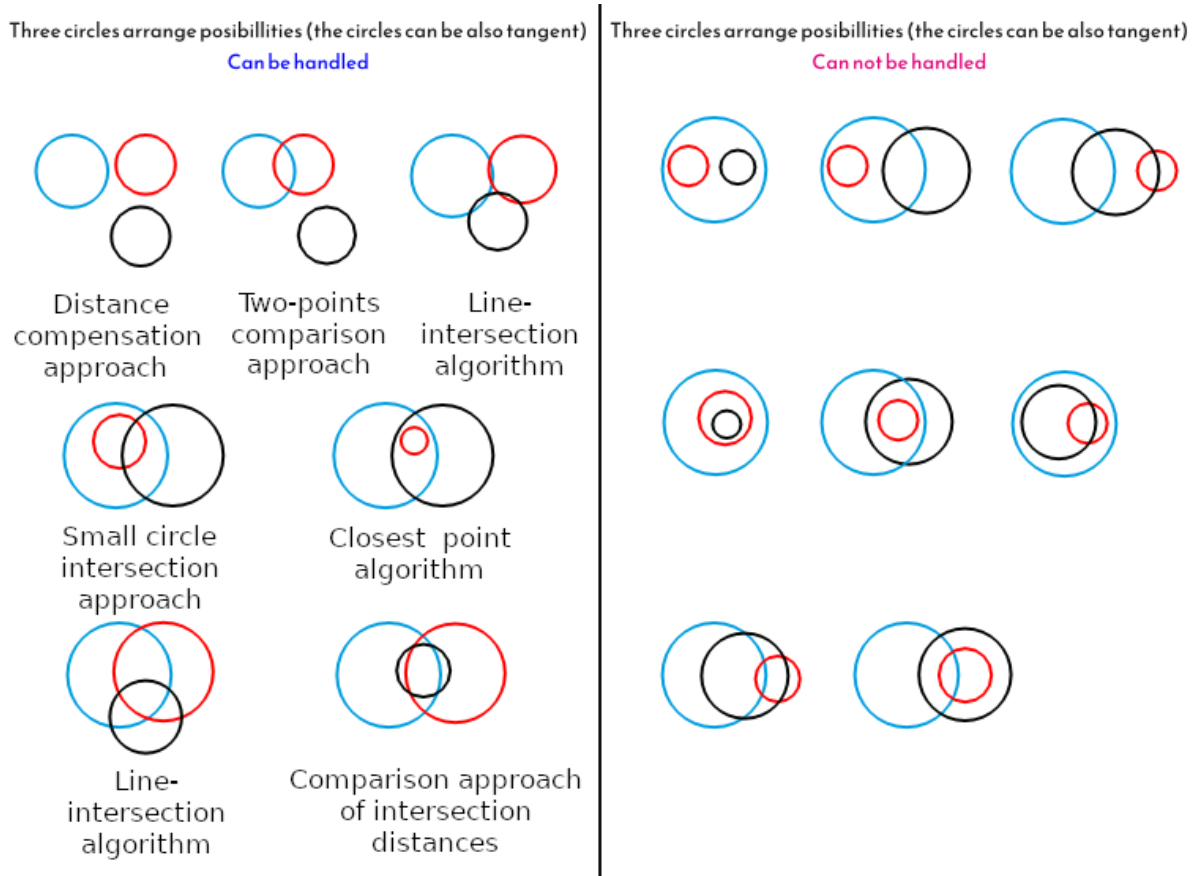 Three circles arrange posibillities (the circles can be also tangent)
Can be handled
Distance
compensation
approach
Two-points
comparison
approach
Line-
intersection
algorithm
Small circle
intersection
approach
Closest point
algorithm
Line-
intersection
algorithm
Comparison approach
of intersection
distances
Three circles arrange posibillities (the circles can be also tangent)
Can not be handled